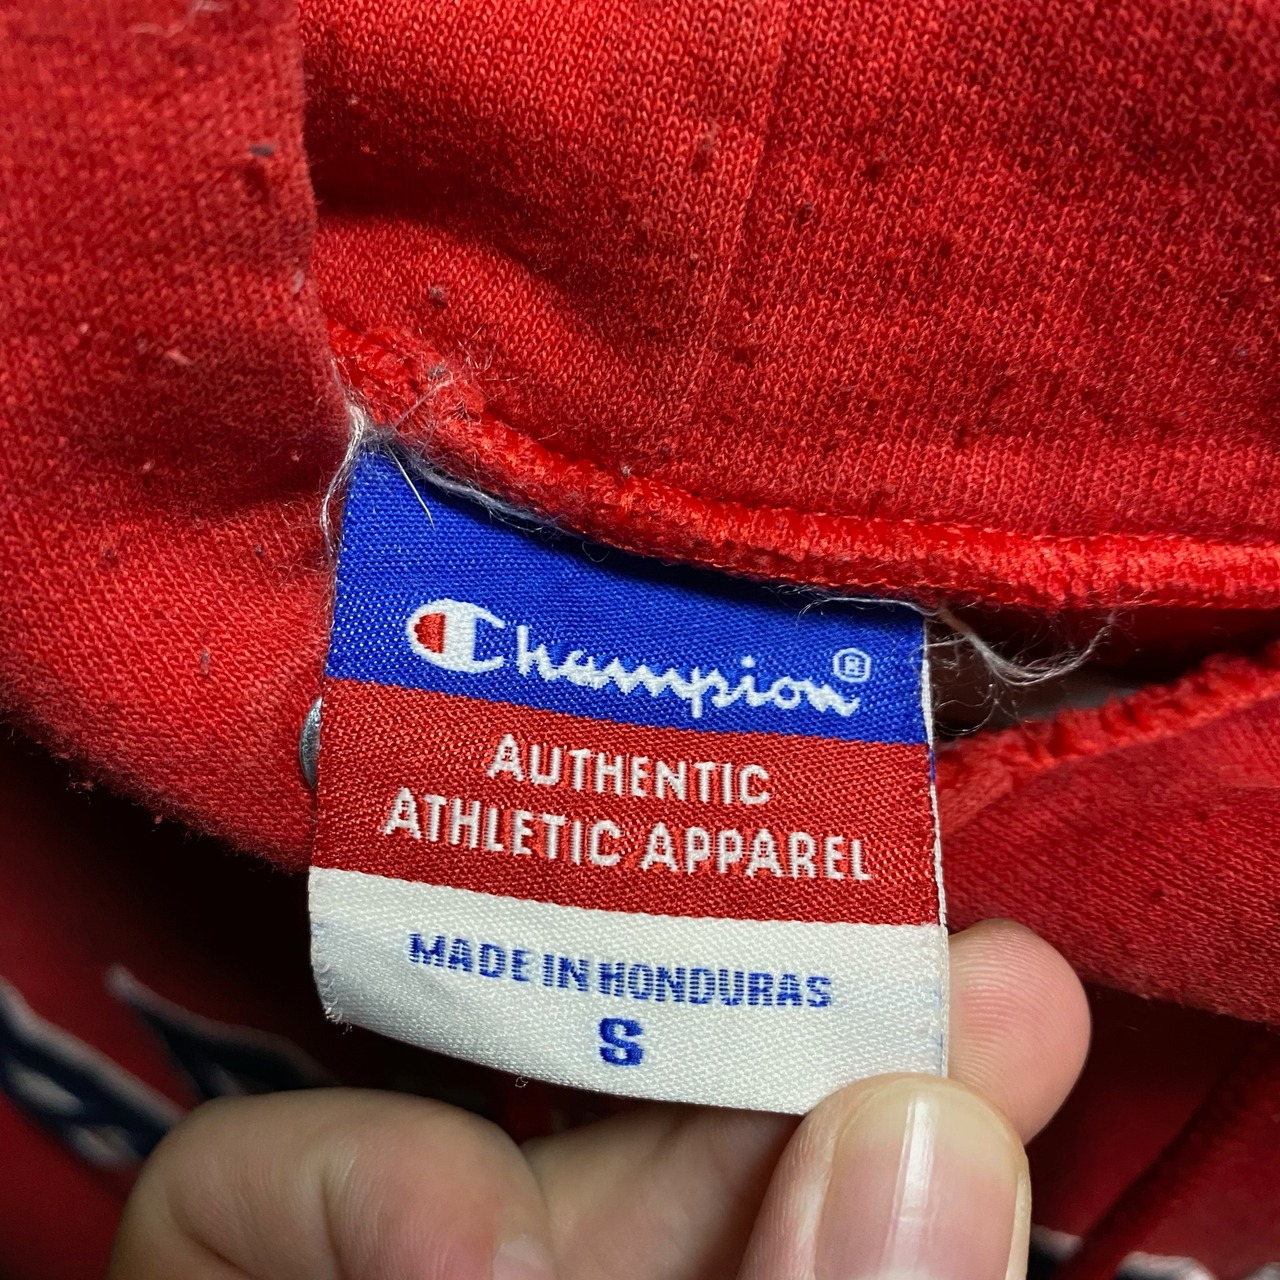 Champion®
AUTHENTIC
ATHLETIC APPAREL
MADE IN HONDURAS
S